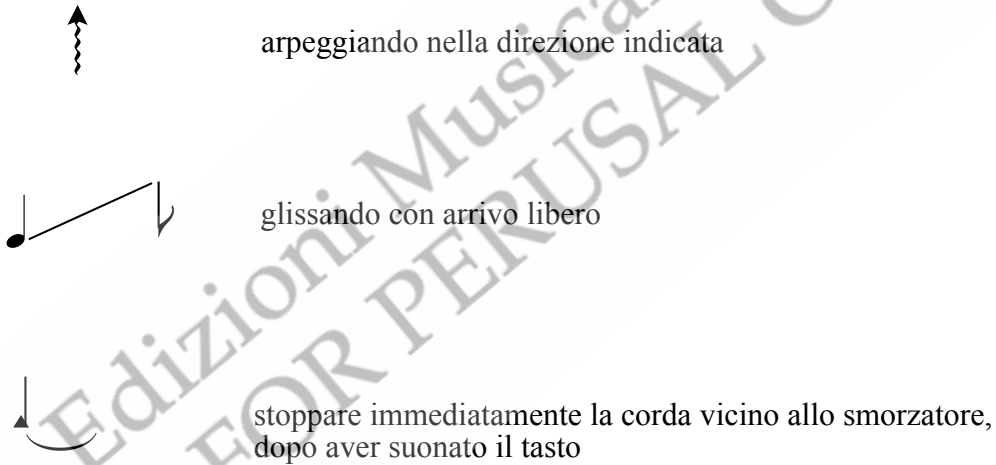 arpeggiando nella direzione indicata
glissando con arrivo libero
stoppare immediatamente la corda vicino allo smorzatore,
dopo aver suonato il tasto
Edizioni Musical
FOR PERUSAL